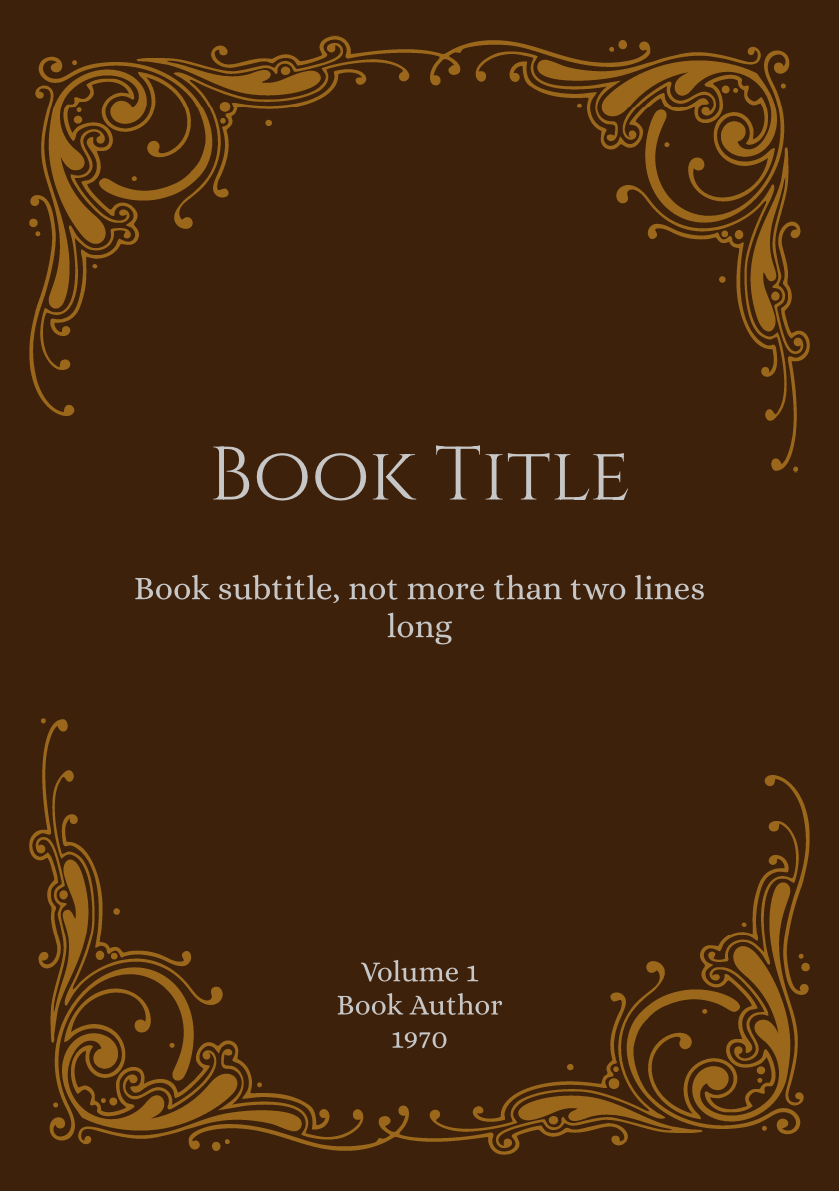 Book Title
Book subtitle, not more than two lines
long
Volume 1
Book Author
1970